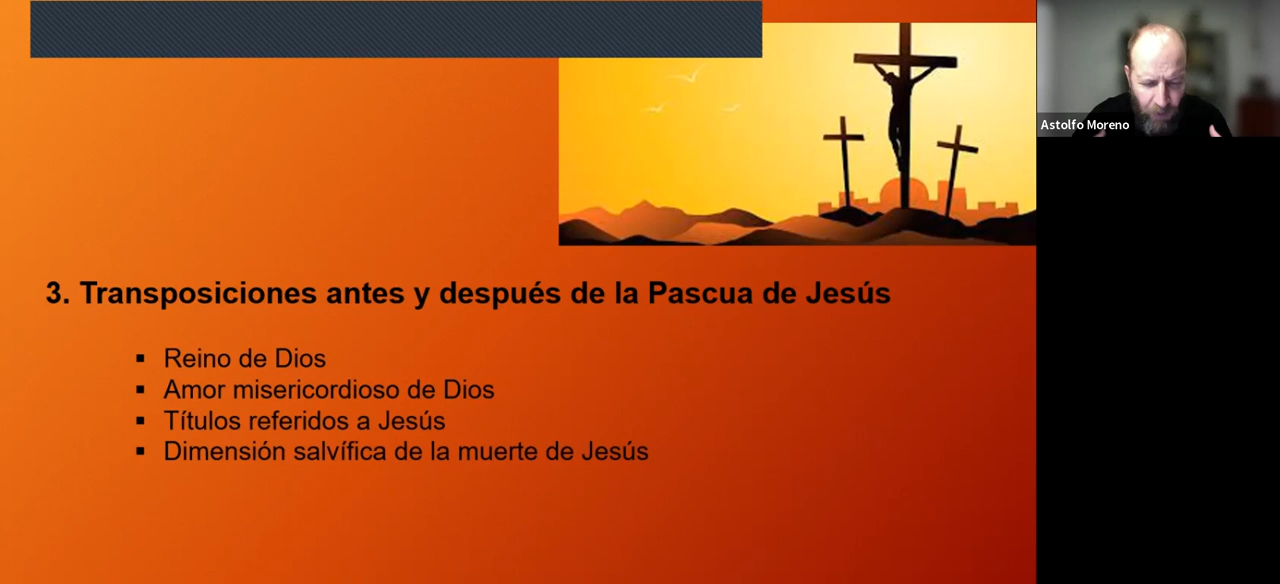 Astolfo Moreno
3. Transposiciones antes y después de la Pascua de Jesús
▪ Reino de Dios
▪ Amor misericordioso de Dios
▪ Títulos referidos a Jesús
▪ Dimensión salvífica de la muerte de Jesús